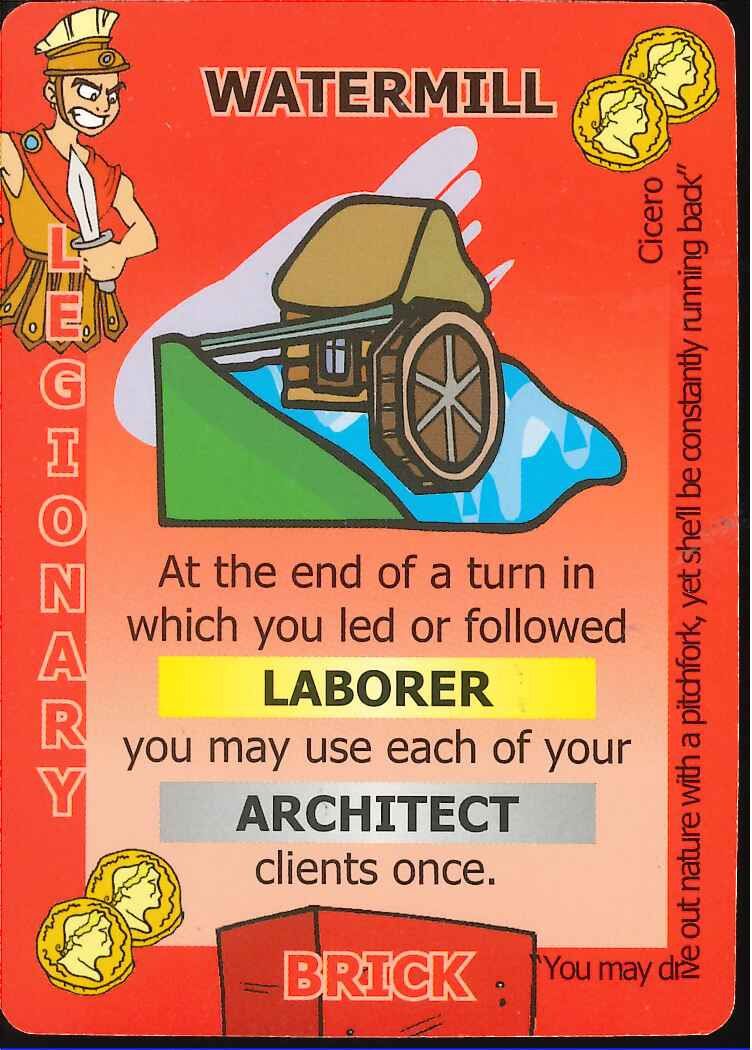 WATERMILL
LEGIONARY
At the end of a turn in
which you led or followed
LABORER
you may use each of your
ARCHITECT
clients once.
BRICK
“You may drive out nature with a pitchfork, yet she'll be constantly running back”
Cicero